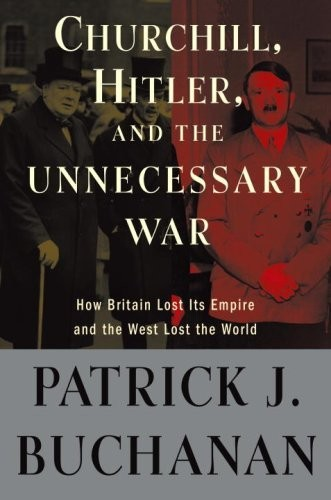 CHURCHILL,
HITLER,
AND THE
UNNECESSARY
WAR
How Britain Lost Its Empire
and the West Lost the World
PATRICK J.
BUCHANAN